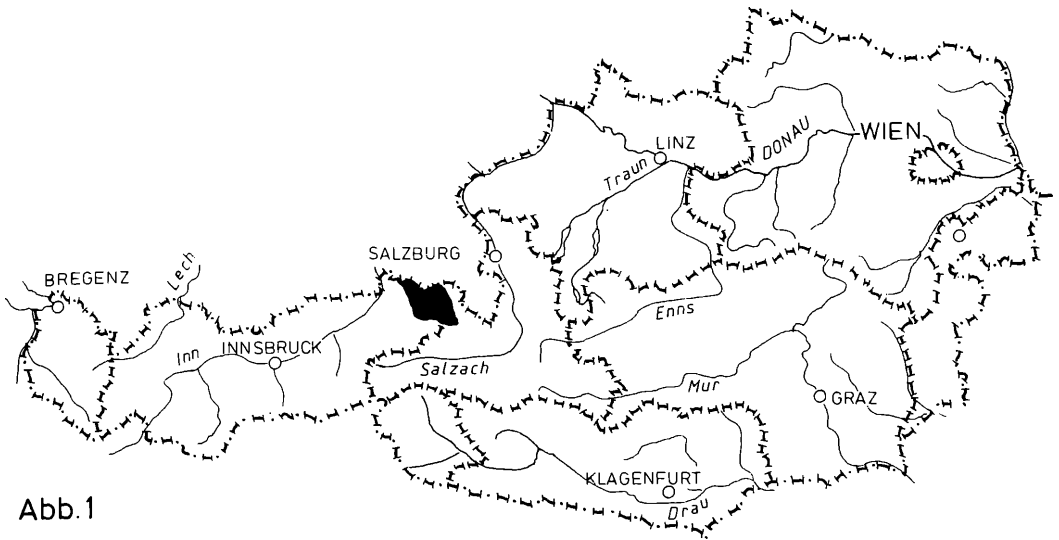 WIEN
LINZ
DONAU
Traun
SALZBURG
BREGENZ
Lech
Enns
Inn
INNSBRUCK
Salzach
Mur
GRAZ
KLAGENFURT
Drau
Abb.1